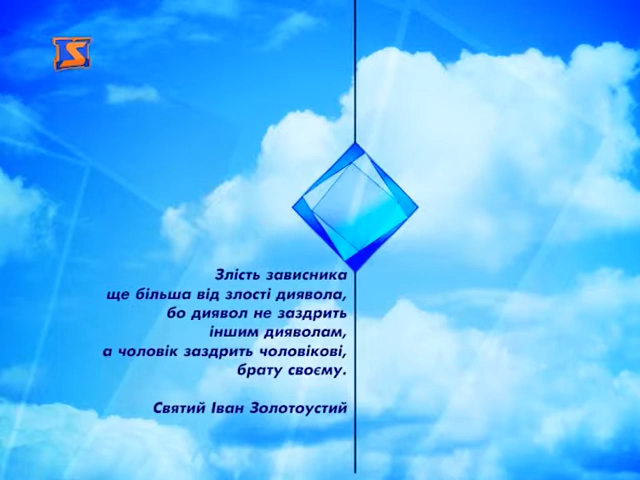 S
Злість зависника
ще більша від злості диявола,
бо диявол не заздрить
іншим дияволам,
а чоловік заздрить чоловікові,
брату своєму.
Святий Іван Золотоустий